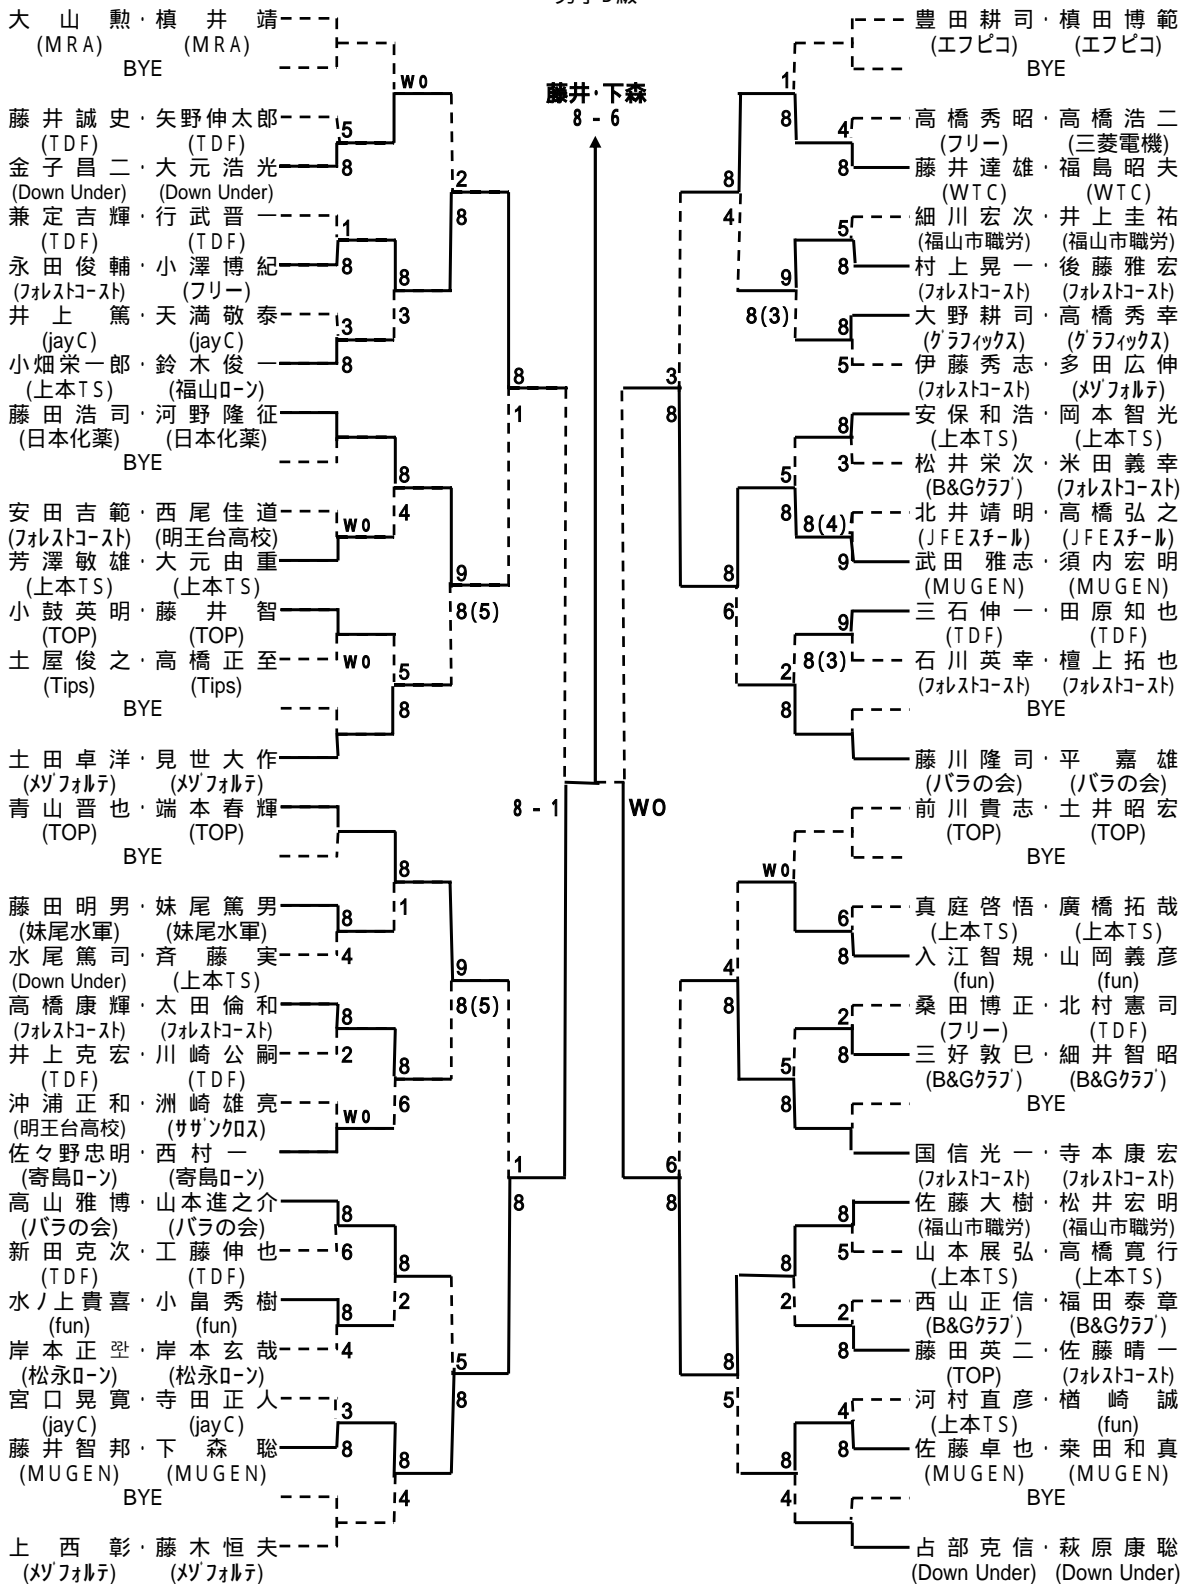 大山勲・槙井靖
(MRA) (MRA)
BYE
W0
藤井誠史・矢野伸太郎
5
(TDF) (TDF)
金子昌二・大元浩光
8
(Down Under) (Down Under)
2
8
兼定吉輝・行武晋一
1
(TDF) (TDF)
永田俊輔・小澤博紀
8
(フォレストコースト) (フリー)
8
3
井上篤・天満敬泰
3
(jayC) (jayC)
小畑栄一郎・鈴木俊一
8
(上本TS) (福山ローン)
8
1
藤田浩司・河野隆征
(日本化薬) (日本化薬)
BYE
8
4
安田吉範・西尾佳道
W0
(フォレストコースト) (明王台高校)
芳澤敏雄・大元由重
(上本TS) (上本TS)
9
8(5)
小鼓英明・藤井智
(TOP) (TOP)
土屋俊之・高橋正至
W0
(Tips) (Tips)
5
8
BYE
土田卓洋・見世大作
(メゾフォルテ) (メゾフォルテ)
8 - 1
青山晋也・端本春輝
(TOP) (TOP)
BYE
8
1
藤田明男・妹尾篤男
8
(妹尾水軍) (妹尾水軍)
水尾篤司・斉藤実
4
(Down Under) (上本TS)
9
8(5)
高橋康輝・太田倫和
8
(フォレストコースト) (フォレストコースト)
井上克宏・川崎公嗣
2
(TDF) (TDF)
8
6
沖浦正和・洲崎雄亮
W0
(明王台高校) (サザンクロス)
佐々野忠明・西村一
(寄島ローン) (寄島ローン)
1
8
高山雅博・山本進之介
8
(バラの会) (バラの会)
新田克次・工藤伸也
6
(TDF) (TDF)
8
2
水ノ上貴喜・小畠秀樹
8
(fun) (fun)
岸本正・岸本玄哉
4
(松永ローン) (松永ローン)
5
8
宮口晃寛・寺田正人
3
(jayC) (jayC)
藤井智邦・下森聡
8
(MUGEN) (MUGEN)
8
4
BYE
上西彰・藤木恒夫
(メゾフォルテ) (メゾフォルテ)
藤井・下森
8 - 6
豊田耕司・槙田博範
(エフピコ) (エフピコ)
BYE
1
8
高橋秀昭・高橋浩二
4
(フリー) (三菱電機)
藤井達雄・福島昭夫
8
(WTC) (WTC)
8
4
細川宏次・井上圭祐
5
(福山市職労) (福山市職労)
村上晃一・後藤雅宏
8
(フォレストコースト) (フォレストコースト)
9
8(3)
大野耕司・高橋秀幸
8
(グラフィックス) (グラフィックス)
伊藤秀志・多田広伸
5
(フォレストコースト) (メゾフォルテ)
3
8
安保和浩・岡本智光
8
(上本TS) (上本TS)
松井栄次・米田義幸
3
(B&Gクラブ) (フォレストコースト)
5
8
北井靖明・高橋弘之
8(4)
(JFEスチール) (JFEスチール)
武田雅志・須内宏明
9
(MUGEN) (MUGEN)
8
6
三石伸一・田原知也
9
(TDF) (TDF)
石川英幸・檀上拓也
8(3)
(フォレストコースト) (フォレストコースト)
2
8
BYE
藤川隆司・平嘉雄
(バラの会) (バラの会)
W0
前川貴志・土井昭宏
(TOP) (TOP)
BYE
W0
真庭啓悟・廣橋拓哉
6
(上本TS) (上本TS)
入江智規・山岡義彦
8
(fun) (fun)
4
8
桑田博正・北村憲司
2
(フリー) (TDF)
三好敦巳・細井智昭
8
(B&Gクラブ) (B&Gクラブ)
5
8
BYE
国信光一・寺本康宏
(フォレストコースト) (フォレストコースト)
6
8
佐藤大樹・松井宏明
8
(福山市職労) (福山市職労)
山本展弘・高橋寛行
5
(上本TS) (上本TS)
8
2
西山正信・福田泰章
2
(B&Gクラブ) (B&Gクラブ)
藤田英二・佐藤晴一
8
(TOP) (フォレストコースト)
8
5
河村直彦・楢崎誠
4
(上本TS) (fun)
佐藤卓也・来田和真
8
(MUGEN) (MUGEN)
8
4
BYE
占部克信・萩原康聡
(Down Under) (Down Under)